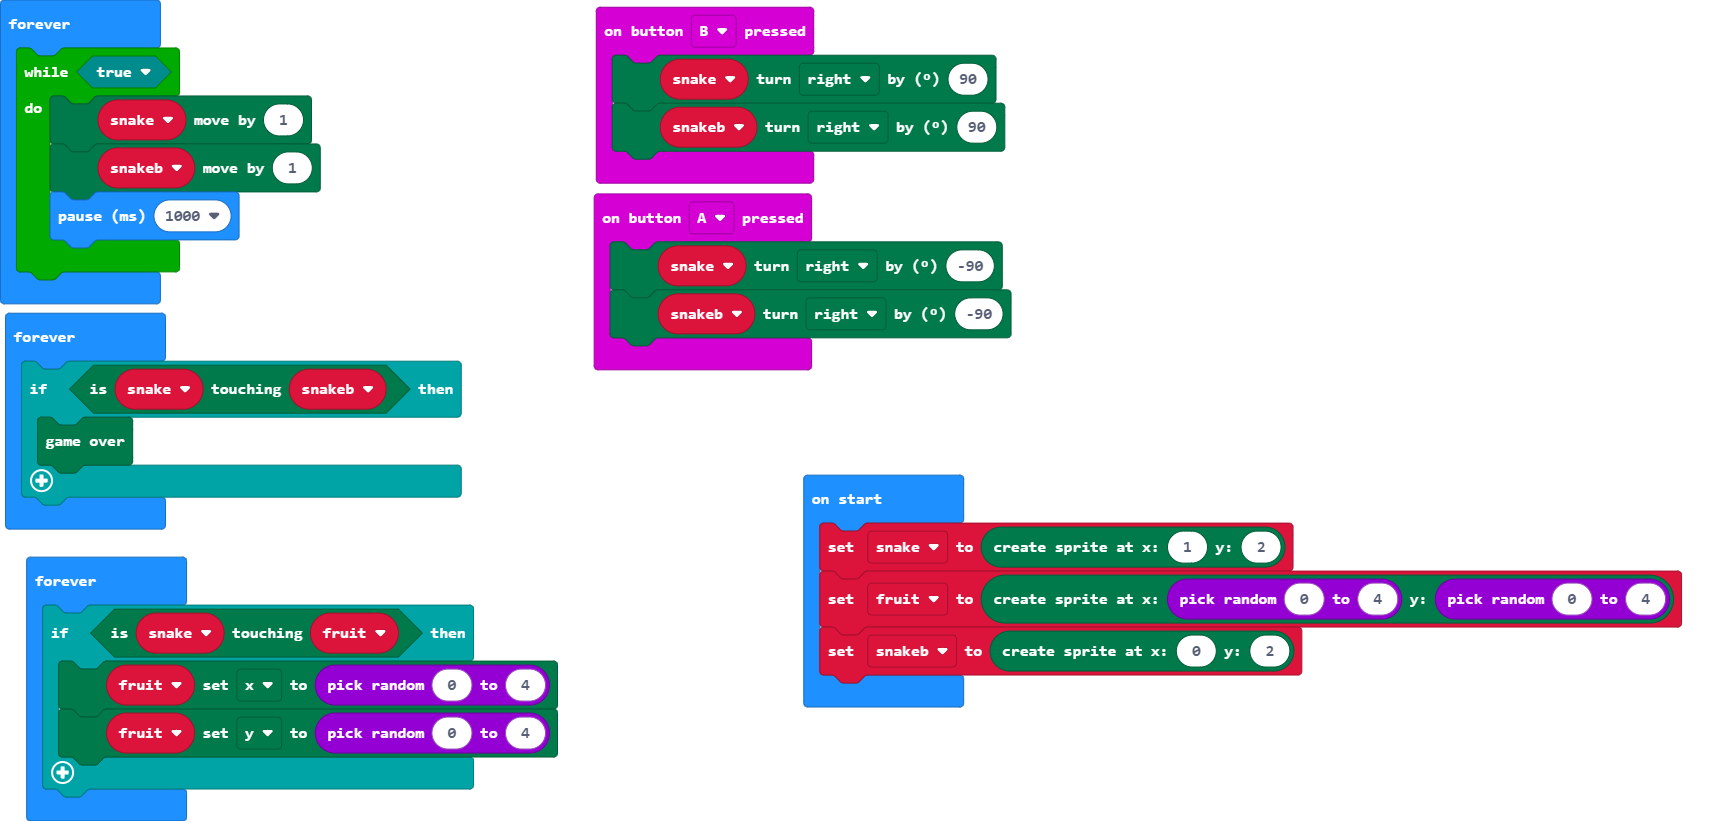 forever
while true
do snake move by 1
snakeb move by 1
pause (ms) 1000
forever
if is snake touching snakeb then
game over
forever
if is snake touching fruit then
fruit set x to pick random 0 to 4
fruit set y to pick random 0 to 4
on button B pressed
snake turn right by (º) 90
snakeb turn right by (º) 90
on button A pressed
snake turn right by (º) -90
snakeb turn right by (º) -90
on start
set snake to create sprite at x: 1 y: 2
set fruit to create sprite at x: pick random 0 to 4 y: pick random 0 to 4
set snakeb to create sprite at x: 0 y: 2